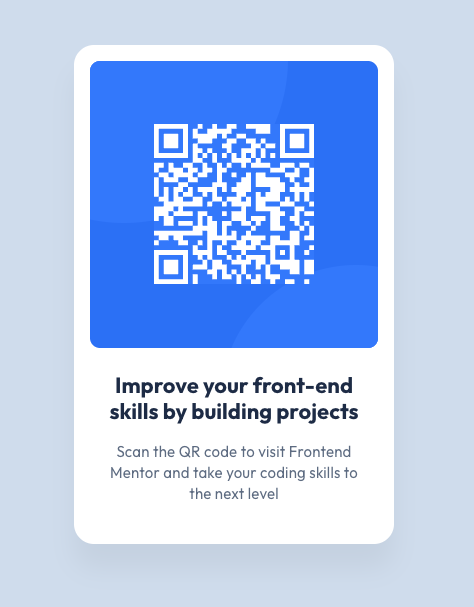 Improve your front-end
skills by building projects
Scan the QR code to visit Frontend
Mentor and take your coding skills to
the next level